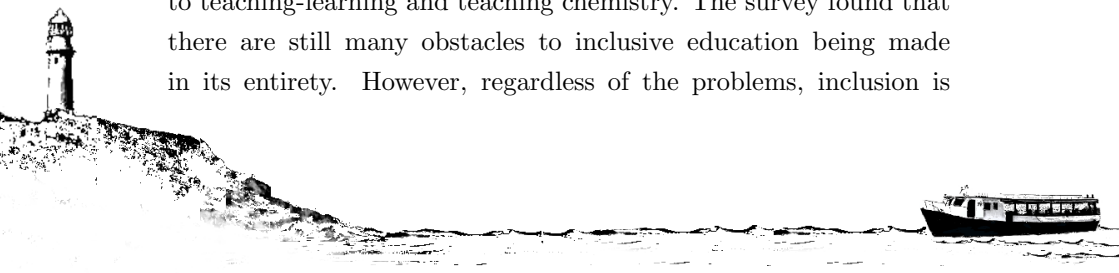 to teaching-learning and teaching chemistry. The survey found that
there are still many obstacles to inclusive education being made
in its entirety. However, regardless of the problems, inclusion is